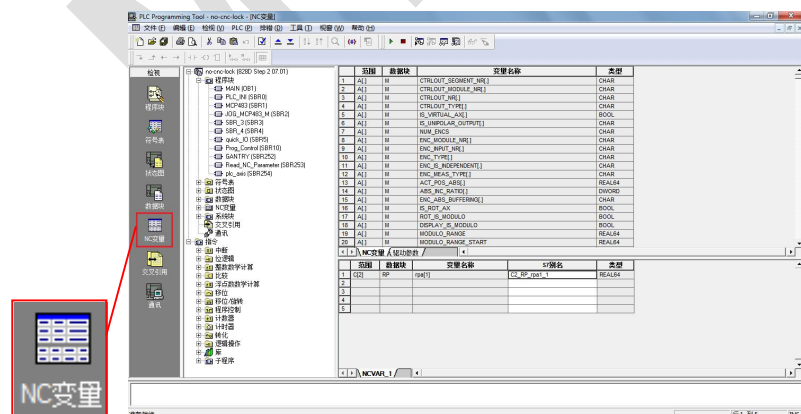 PLC Programming Tool - no-cnc-lock - [NC变量]
文件(F) 编辑(E) 检视(V) PLC(P) 排错(D) 工具(T) 视窗(W) 帮助(H)
检视
程序块
符号表
状态图
数据块
NC变量
交叉引用
通讯
no-cnc-lock (828D Step 2 07.01)
程序块
MAIN (OB1)
PLC_INI (SBR0)
MCP483 (SBR1)
JOG_MCP483_M (SBR2)
SBR_3 (SBR3)
SBR_4 (SBR4)
quick_IO (SBR5)
Prog_Control (SBR10)
GANTRY (SBR252)
Read_NC_Parameter (SBR253)
plc_axis (SBR254)
符号表
状态图
数据块
NC变量
系统块
交叉引用
通讯
指令
中断
位逻辑
整数数学计算
比较
浮点数数学计算
移位
移位/循转
程序控制
计数器
计时器
转化
逻辑操作
库
子程序
范围 数据块 变量名称 类型
1 A[.] M CTRLOUT_SEGMENT_NR[.] CHAR
2 A[.] M CTRLOUT_MODULE_NR[.] CHAR
3 A[.] M CTRLOUT_NR[.] CHAR
4 A[.] M CTRLOUT_TYPE[.] CHAR
5 A[.] M IS_VIRTUAL_AX[.] BOOL
6 A[.] M IS_UNIPOLAR_OUTPUT[.] CHAR
7 A[.] M NUM_ENCS CHAR
8 A[.] M ENC_MODULE_NR[.] CHAR
9 A[.] M ENC_INPUT_NR[.] CHAR
10 A[.] M ENC_TYPE[.] CHAR
11 A[.] M ENC_IS_INDEPENDENT[.] CHAR
12 A[.] M ENC_MEAS_TYPE[.] CHAR
13 A[.] M ACT_POS_ABS[.] REAL64
14 A[.] M ABS_INC_RATIO[.] DWORD
15 A[.] M ENC_ABS_BUFFERING[.] CHAR
16 A[.] M IS_ROT_AX BOOL
17 A[.] M ROT_IS_MODULO BOOL
18 A[.] M DISPLAY_IS_MODULO BOOL
19 A[.] M MODULO_RANGE REAL64
20 A[.] M MODULO_RANGE_START REAL64
NC变量 驱动参数
范围 数据块 变量名称 S7别名 类型
1 C[2] RP rpa[1] C2_RP_rpa1_1 REAL64
2
3
4
5
NCVAR_1
NC变量